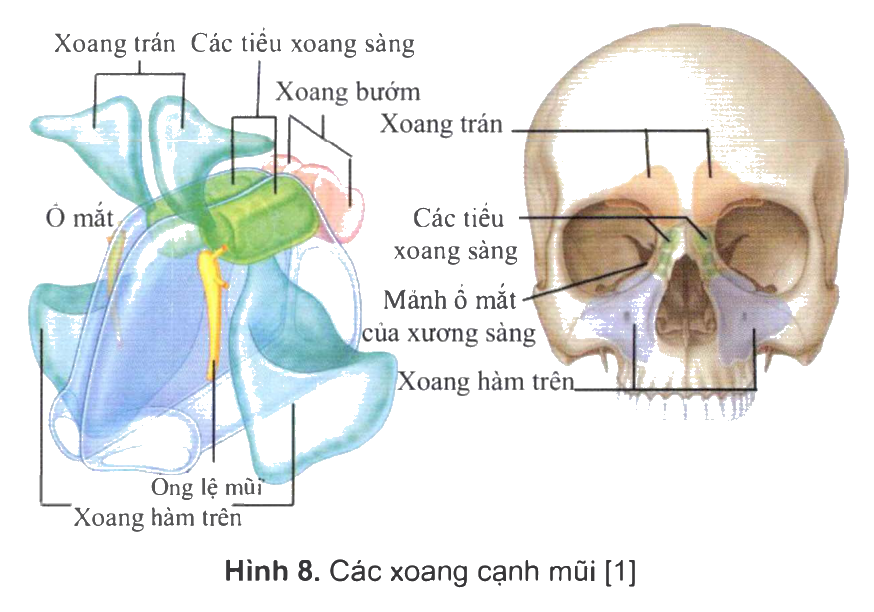 Xoang trán
Các tiểu xoang sàng
Xoang bướm
Ổ mắt
Ong lệ mũi
Xoang hàm trên
Xoang trán
Các tiểu
xoang sàng
Mảnh ổ mắt
của xương sàng
Xoang hàm trên
Hình 8. Các xoang cạnh mũi [1]